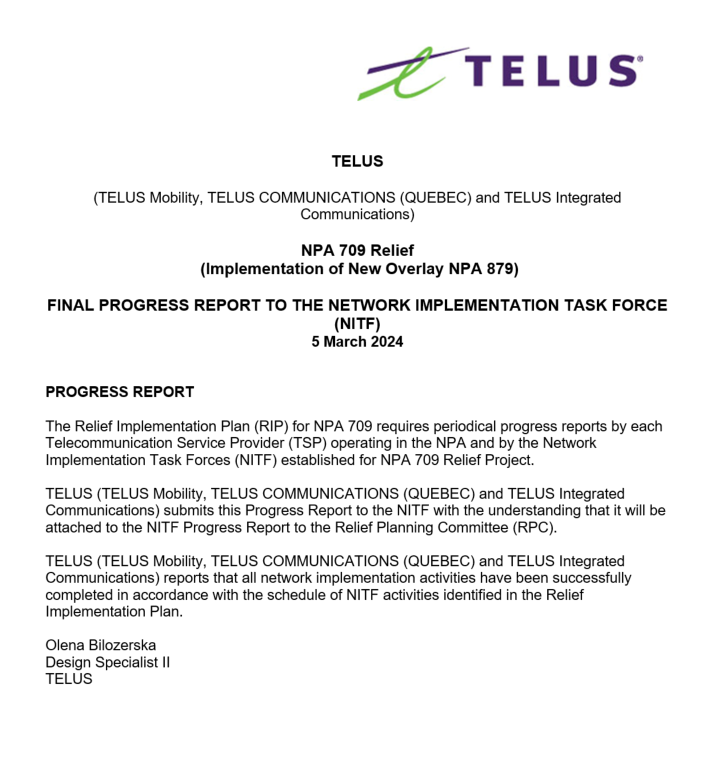 TELUS®
TELUS
(TELUS Mobility, TELUS COMMUNICATIONS (QUEBEC) and TELUS Integrated
Communications)
NPA 709 Relief
(Implementation of New Overlay NPA 879)
FINAL PROGRESS REPORT TO THE NETWORK IMPLEMENTATION TASK FORCE
(NITF)
5 March 2024
PROGRESS REPORT
The Relief Implementation Plan (RIP) for NPA 709 requires periodical progress reports by each
Telecommunication Service Provider (TSP) operating in the NPA and by the Network
Implementation Task Forces (NITF) established for NPA 709 Relief Project.
TELUS (TELUS Mobility, TELUS COMMUNICATIONS (QUEBEC) and TELUS Integrated
Communications) submits this Progress Report to the NITF with the understanding that it will be
attached to the NITF Progress Report to the Relief Planning Committee (RPC).
TELUS (TELUS Mobility, TELUS COMMUNICATIONS (QUEBEC) and TELUS Integrated
Communications) reports that all network implementation activities have been successfully
completed in accordance with the schedule of NITF activities identified in the Relief
Implementation Plan.
Olena Bilozerska
Design Specialist II
TELUS